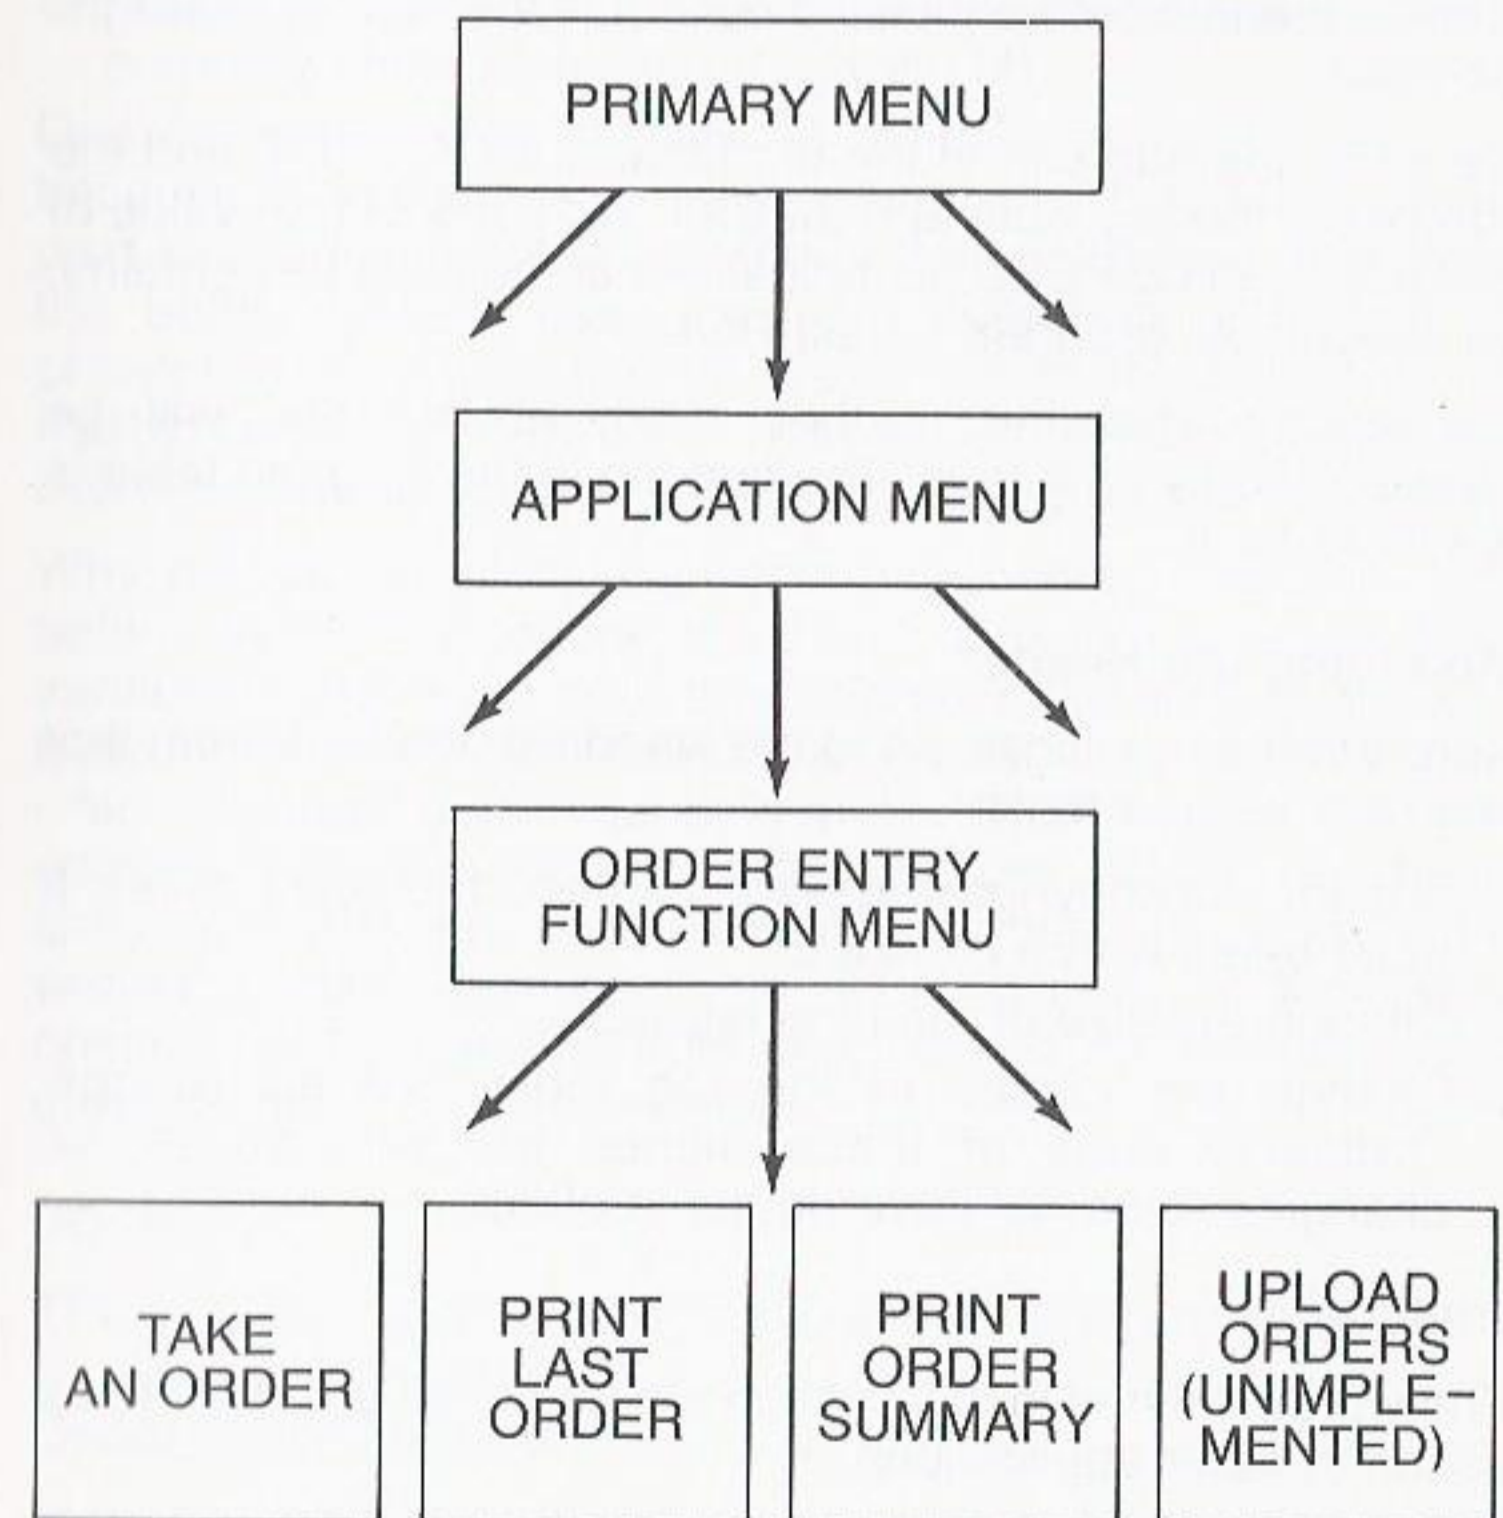 PRIMARY MENU
APPLICATION MENU
ORDER ENTRY
FUNCTION MENU
TAKE
AN ORDER
PRINT
LAST
ORDER
PRINT
ORDER
SUMMARY
UPLOAD
ORDERS
(UNIMPLE-
MENTED)